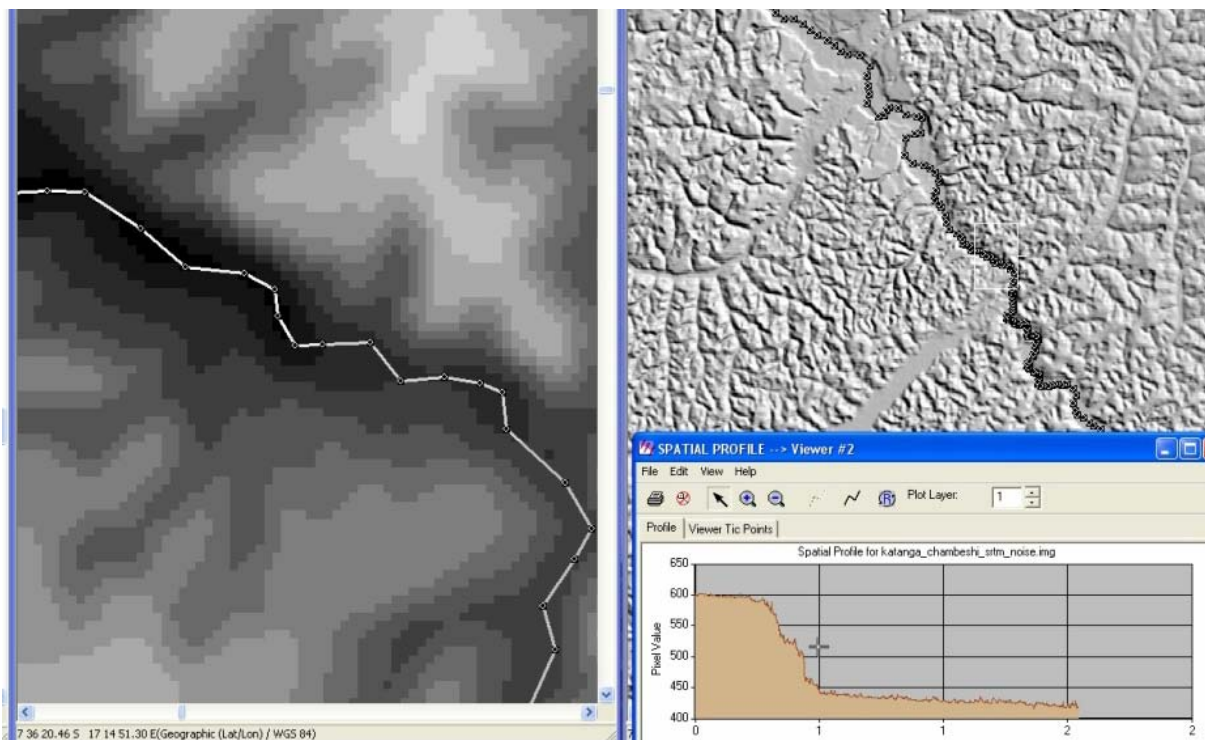 7 36 20.46 S 17 14 51.30 E(Geographic (Lat/Lon) / WGS 84)
SPATIAL PROFILE --> Viewer #2
File Edit View Help
Plot Layer: 1
Profile Viewer Tic Points
Spatial Profile for katanga_chambeshi_srtm_noise.img
Pixel Value
650
600
550
500
450
400
0 1 1 2 2